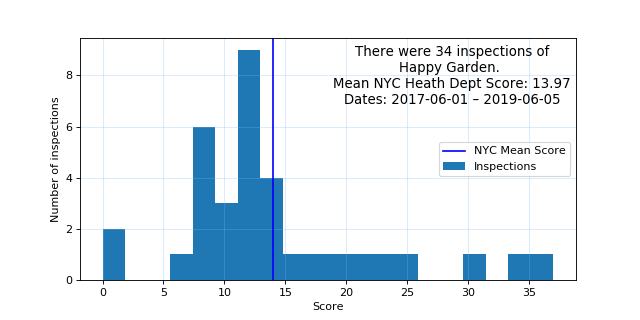 There were 34 inspections of
Happy Garden.
Mean NYC Heath Dept Score: 13.97
Dates: 2017-06-01 – 2019-06-05
NYC Mean Score
Inspections
Number of inspections
8
6
4
2
0
0 5 10 15 20 25 30 35
Score